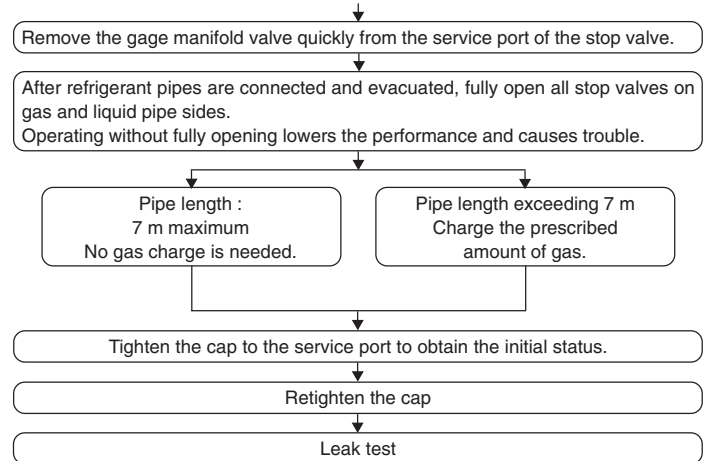 Remove the gage manifold valve quickly from the service port of the stop valve.
After refrigerant pipes are connected and evacuated, fully open all stop valves on
gas and liquid pipe sides.
Operating without fully opening lowers the performance and causes trouble.
Pipe length :
7 m maximum
No gas charge is needed.
Pipe length exceeding 7 m
Charge the prescribed
amount of gas.
Tighten the cap to the service port to obtain the initial status.
Retighten the cap
Leak test